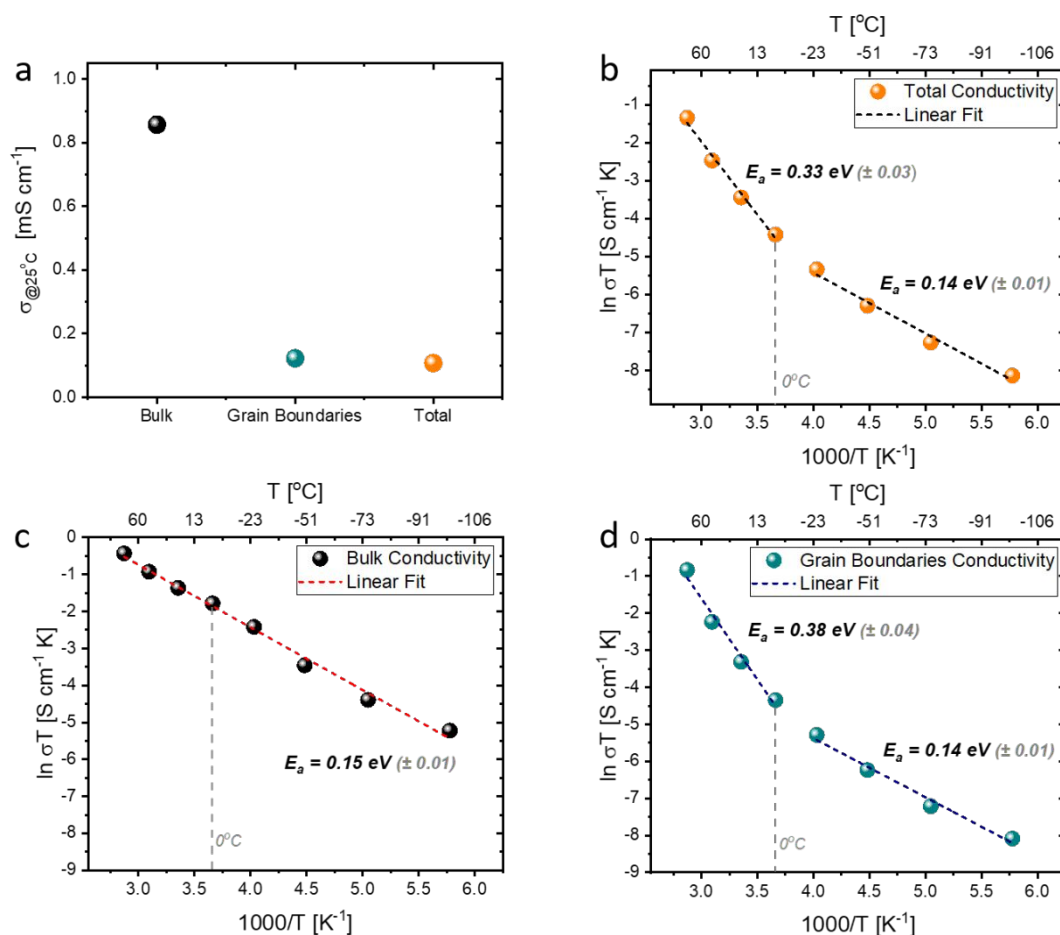 a
1.0
0.8
0.6
0.4
0.2
0.0
σ@25°C [mS cm-1]
Bulk
Grain Boundaries
Total
b
T [°C]
60 13 -23 -51 -73 -91 -106
Total Conductivity
Linear Fit
Ea = 0.33 eV (± 0.03)
Ea = 0.14 eV (± 0.01)
0°C
-1
-2
-3
-4
-5
-6
-7
-8
ln σT [S cm-1 K]
3.0 3.5 4.0 4.5 5.0 5.5 6.0
1000/T [K-1]
c
T [°C]
60 13 -23 -51 -73 -91 -106
Bulk Conductivity
Linear Fit
Ea = 0.15 eV (± 0.01)
0°C
0
-1
-2
-3
-4
-5
-6
-7
-8
-9
ln σT [S cm-1 K]
3.0 3.5 4.0 4.5 5.0 5.5 6.0
1000/T [K-1]
d
T [°C]
60 13 -23 -51 -73 -91 -106
Grain Boundaries Conductivity
Linear Fit
Ea = 0.38 eV (± 0.04)
Ea = 0.14 eV (± 0.01)
0°C
0
-1
-2
-3
-4
-5
-6
-7
-8
-9
ln σT [S cm-1 K]
3.0 3.5 4.0 4.5 5.0 5.5 6.0
1000/T [K-1]